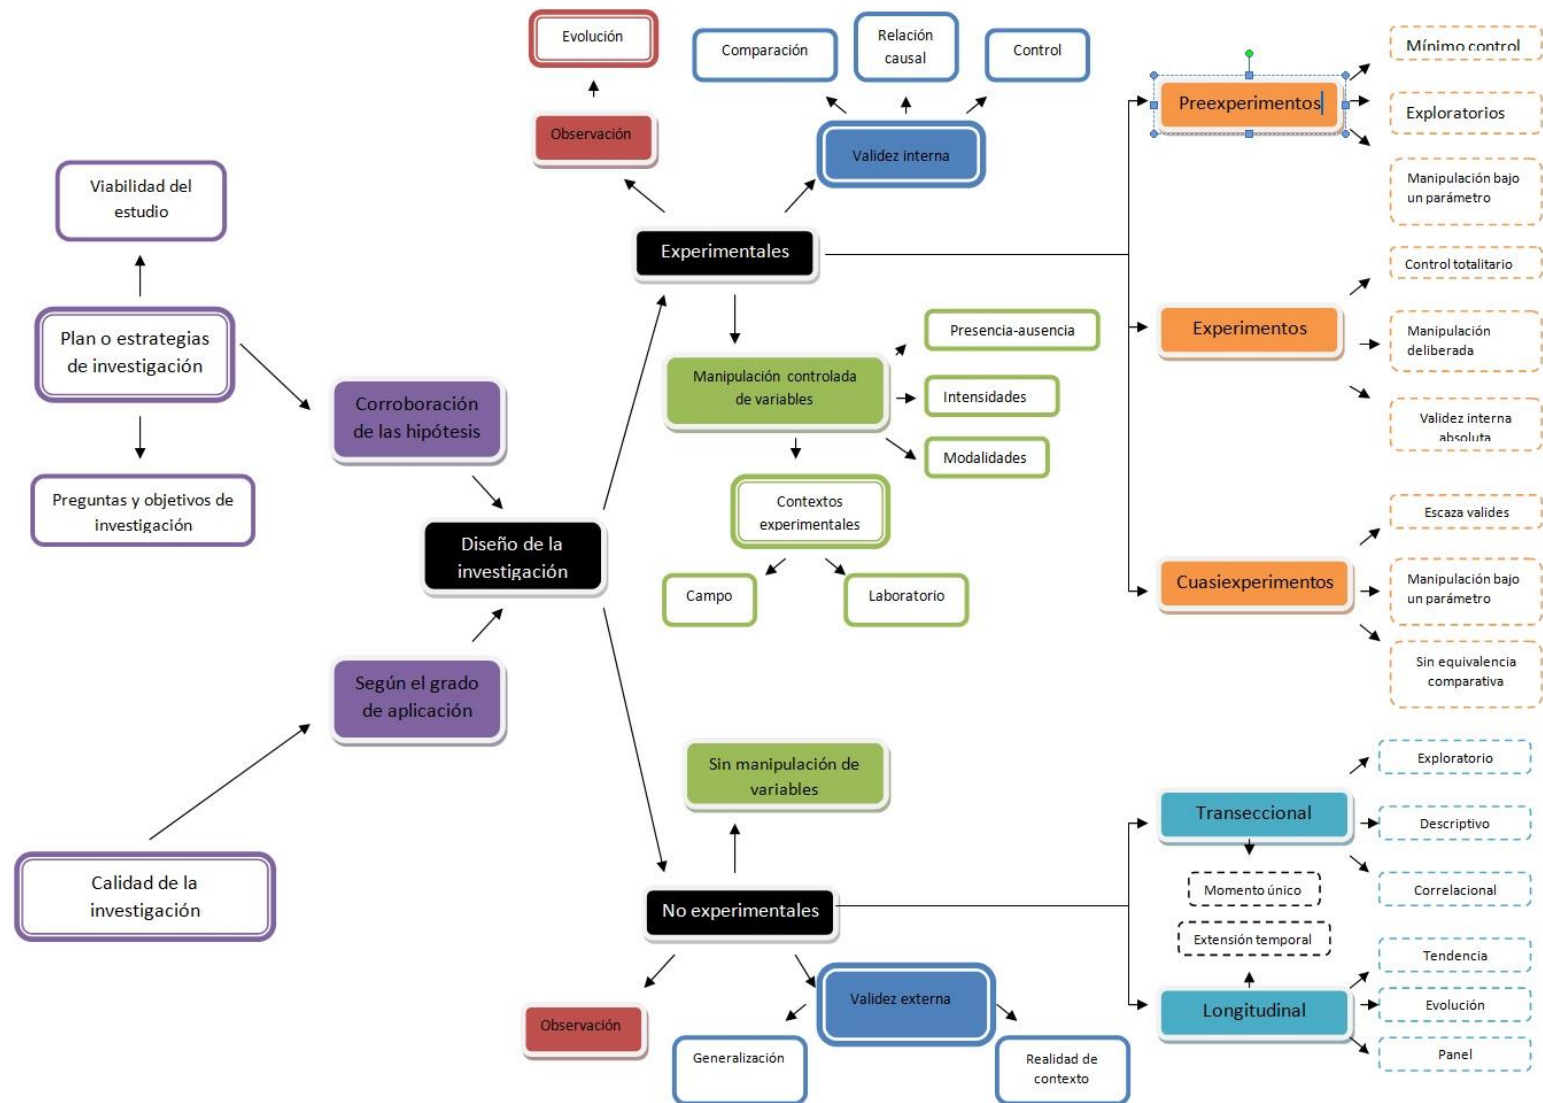 Viabilidad del
estudio
Plan o estrategias
de investigación
Preguntas y objetivos de
investigación
Calidad de la
investigación
Corroboración
de las hipótesis
Según el grado
de aplicación
Diseño de la
investigación
Evolución
Observación
Comparación
Relación
causal
Control
Validez interna
Experimentales
Manipulación controlada
de variables
Presencia-ausencia
Intensidades
Modalidades
Contextos
experimentales
Campo
Laboratorio
Sin manipulación de
variables
No experimentales
Observación
Validez externa
Generalización
Realidad de
contexto
Preexperimentos
Mínimo control
Exploratorios
Manipulación bajo
un parámetro
Experimentos
Control totalitario
Manipulación
deliberada
Validez interna
absoluta
Cuasiexperimentos
Escaza valides
Manipulación bajo
un parámetro
Sin equivalencia
comparativa
Transeccional
Exploratorio
Descriptivo
Correlacional
Momento único
Extensión temporal
Longitudinal
Tendencia
Evolución
Panel